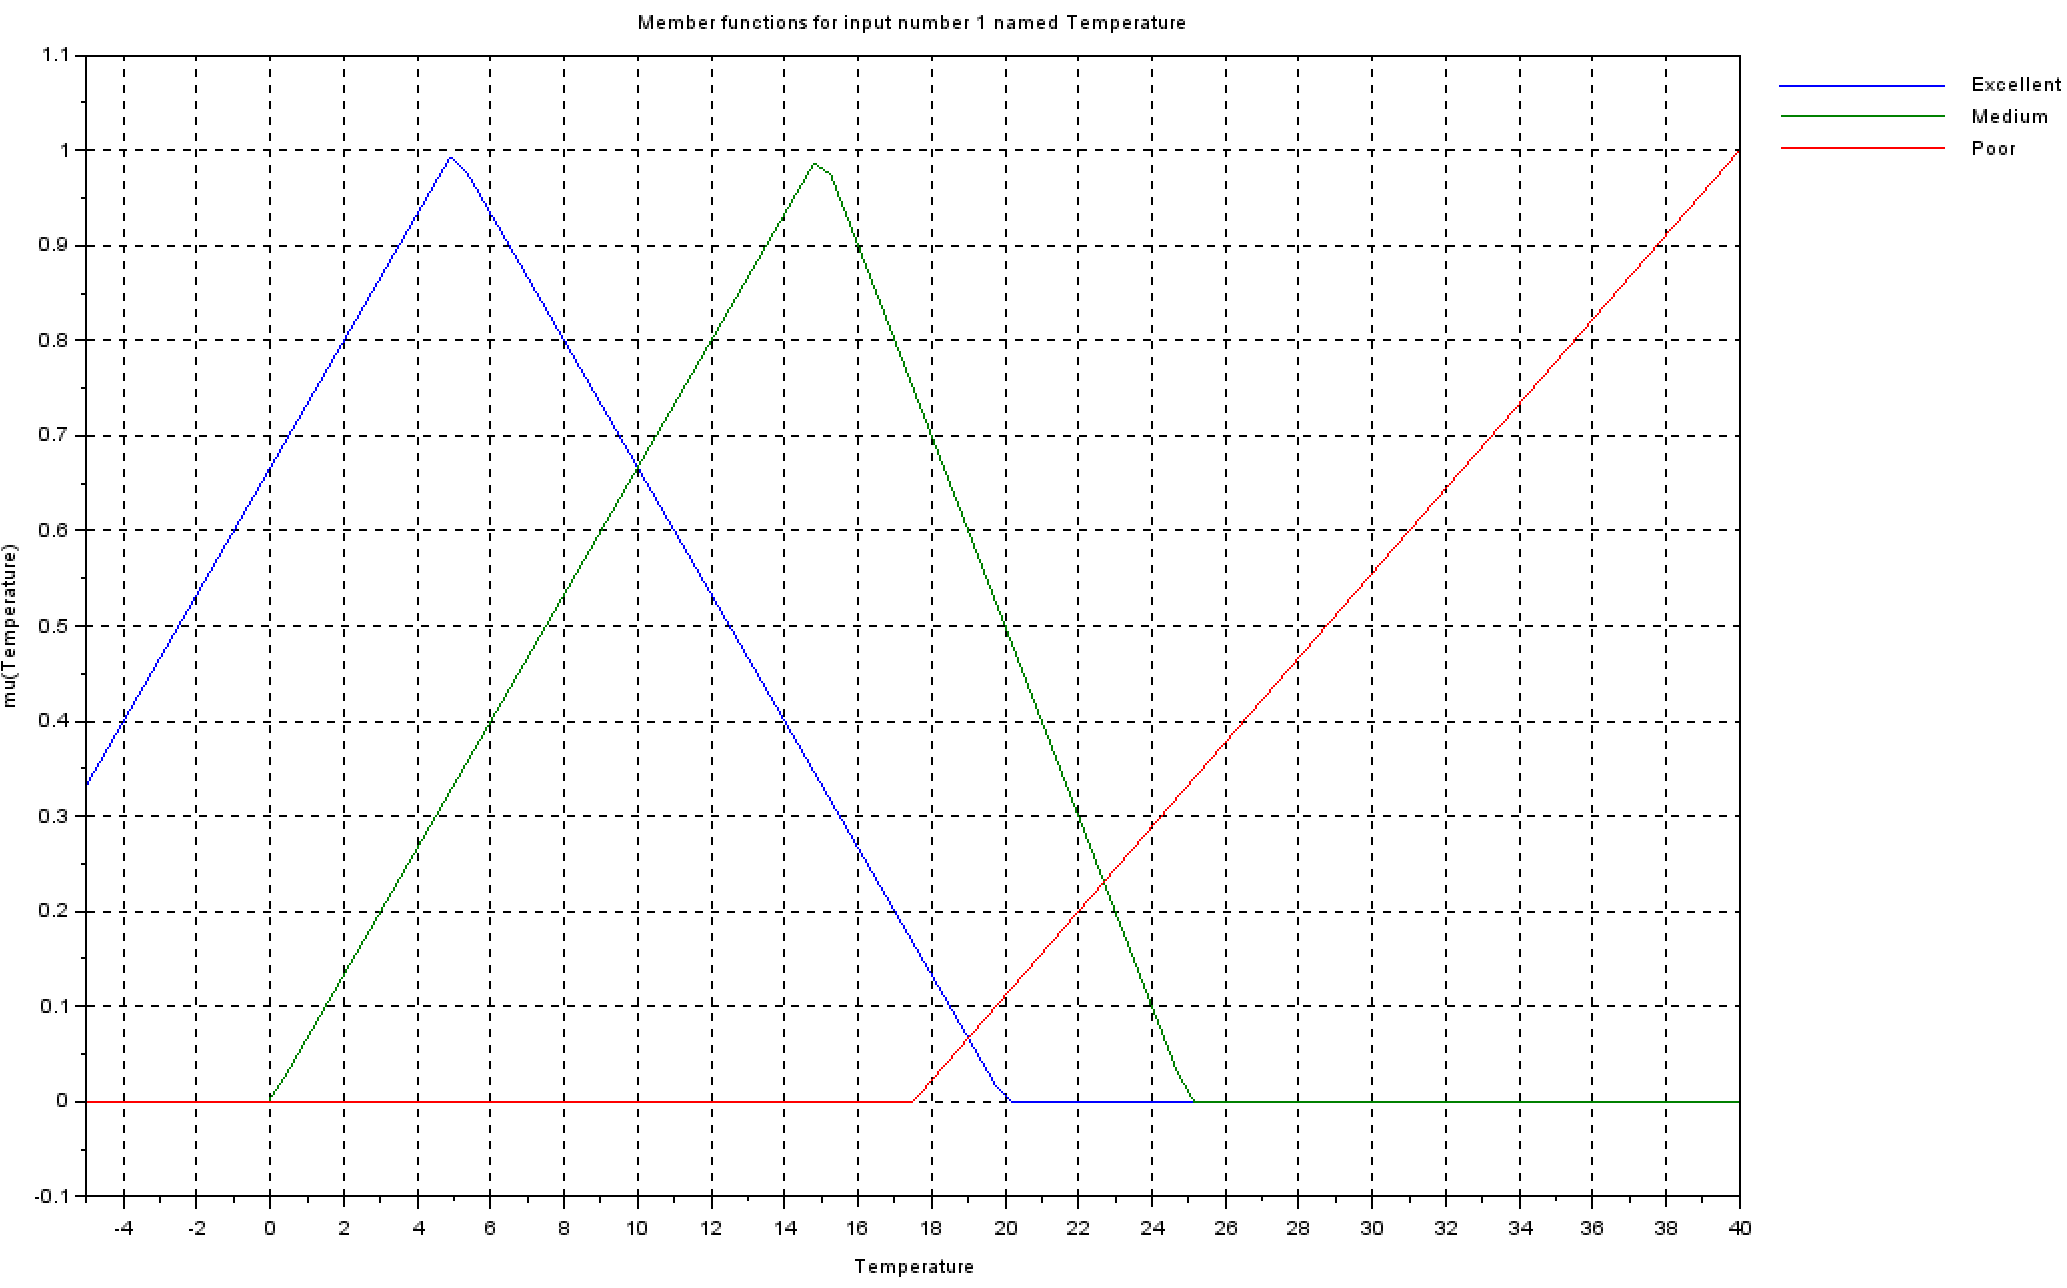 Member functions for input number 1 named Temperature
1.1
1
0.9
0.8
0.7
0.6
0.5
0.4
0.3
0.2
0.1
0
-0.1
mu(Temperature)
-4 -2 0 2 4 6 8 10 12 14 16 18 20 22 24 26 28 30 32 34 36 38 40
Temperature
Excellent
Medium
Poor